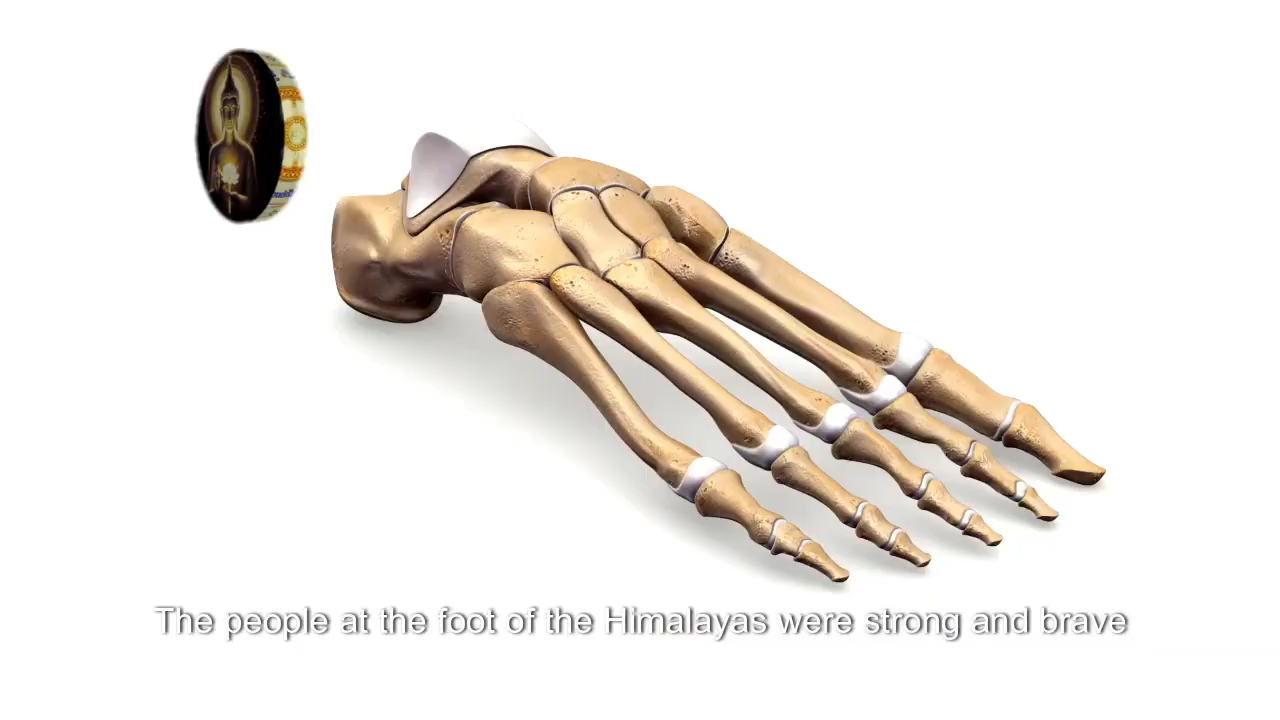 The people at the foot of the Himalayas were strong and brave